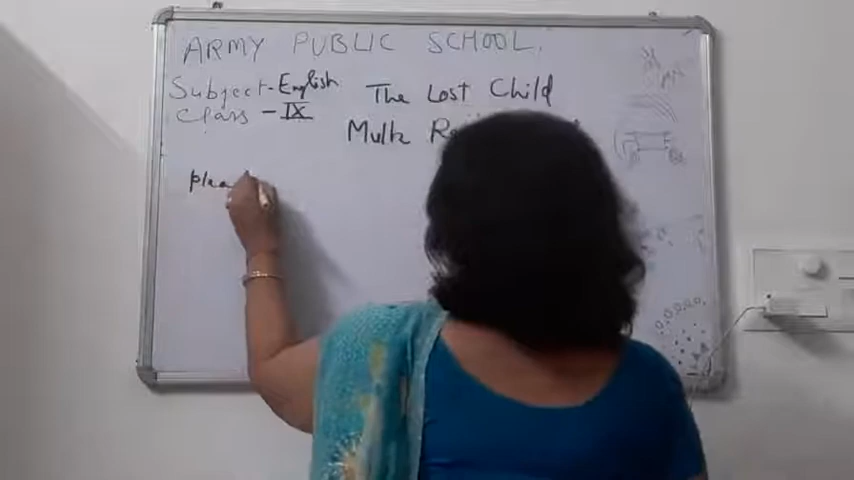 ARMY PUBLIC SCHOOL.
Subject-English The Lost Child
Class - IX
Mulk